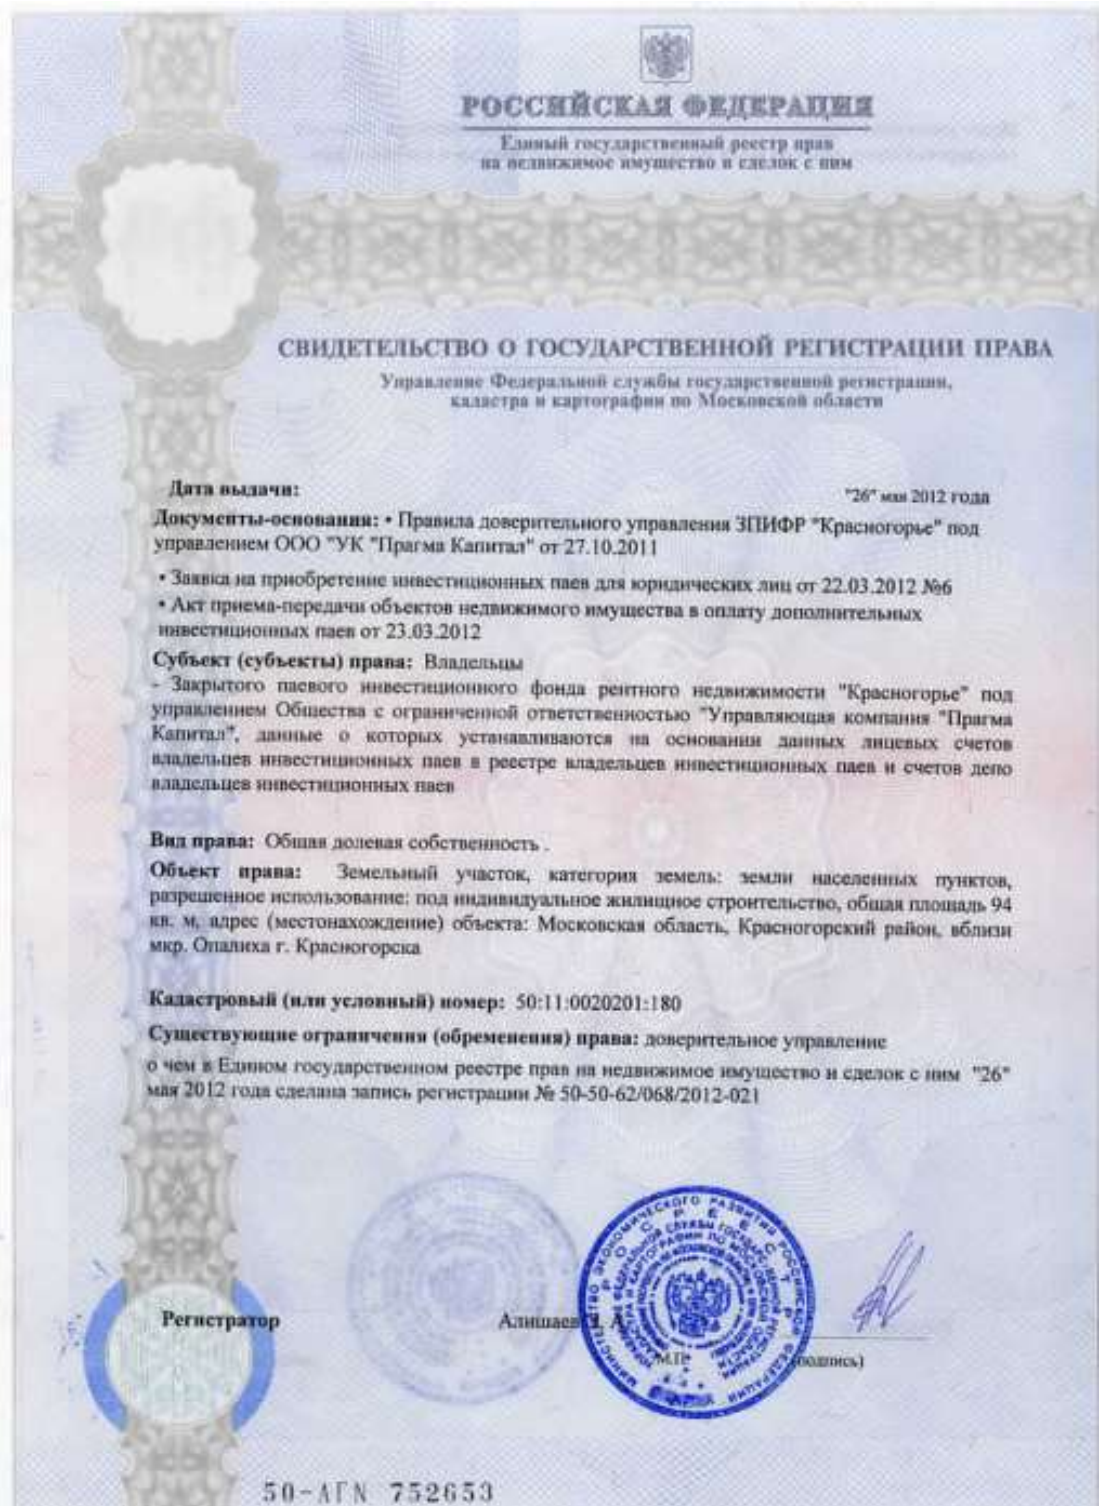 РОССИЙСКАЯ ФЕДЕРАЦИЯ
Единый государственный реестр прав
на недвижимое имущество и сделок с ним
СВИДЕТЕЛЬСТВО О ГОСУДАРСТВЕННОЙ РЕГИСТРАЦИИ ПРАВА
Управление Федеральной службы государственной регистрации,
кадастра и картографии по Московской области
Дата выдачи: "26" мая 2012 года
Документы-основания: • Правила доверительного управления ЗПИФР "Красногорье" под
управлением ООО "УК "Прагма Капитал" от 27.10.2011
• Заявка на приобретение инвестиционных паев для юридических лиц от 22.03.2012 №6
• Акт приема-передачи объектов недвижимого имущества в оплату дополнительных
инвестиционных паев от 23.03.2012
Субъект (субъекты) права: Владельцы
- Закрытого паевого инвестиционного фонда рентного недвижимости "Красногорье" под
управлением Общества с ограниченной ответственностью "Управляющая компания "Прагма
Капитал", данные о которых устанавливаются на основании данных лицевых счетов
владельцев инвестиционных паев в реестре владельцев инвестиционных паев и счетов депо
владельцев инвестиционных паев
Вид права: Общая долевая собственность .
Объект права: Земельный участок, категория земель: земли населенных пунктов,
разрешенное использование: под индивидуальное жилищное строительство, общая площадь 94
кв. м, адрес (местонахождение) объекта: Московская область, Красногорский район, вблизи
мкр. Опалиха г. Красногорска
Кадастровый (или условный) номер: 50:11:0020201:180
Существующие ограничения (обременения) права: доверительное управление
о чем в Едином государственном реестре прав на недвижимое имущество и сделок с ним "26"
мая 2012 года сделана запись регистрации № 50-50-62/068/2012-021
МИНИСТЕРСТВО ЭКОНОМИЧЕСКОГО РАЗВИТИЯ РОССИЙСКОЙ ФЕДЕРАЦИИ
РОСРЕЕСТР
Регистратор Алишаев А.
М.П. (подпись)
50-АГN 752653